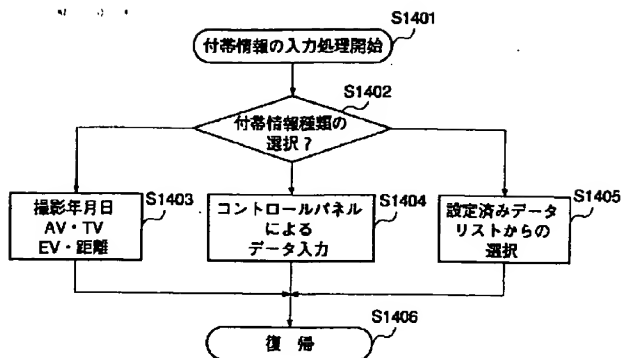 S1401
付帯情報の入力処理開始
S1402
付帯情報種類の
選択？
S1403
撮影年月日
AV・TV
EV・距離
S1404
コントロールパネル
による
データ入力
S1405
設定済みデータ
リストからの
選択
S1406
復 帰